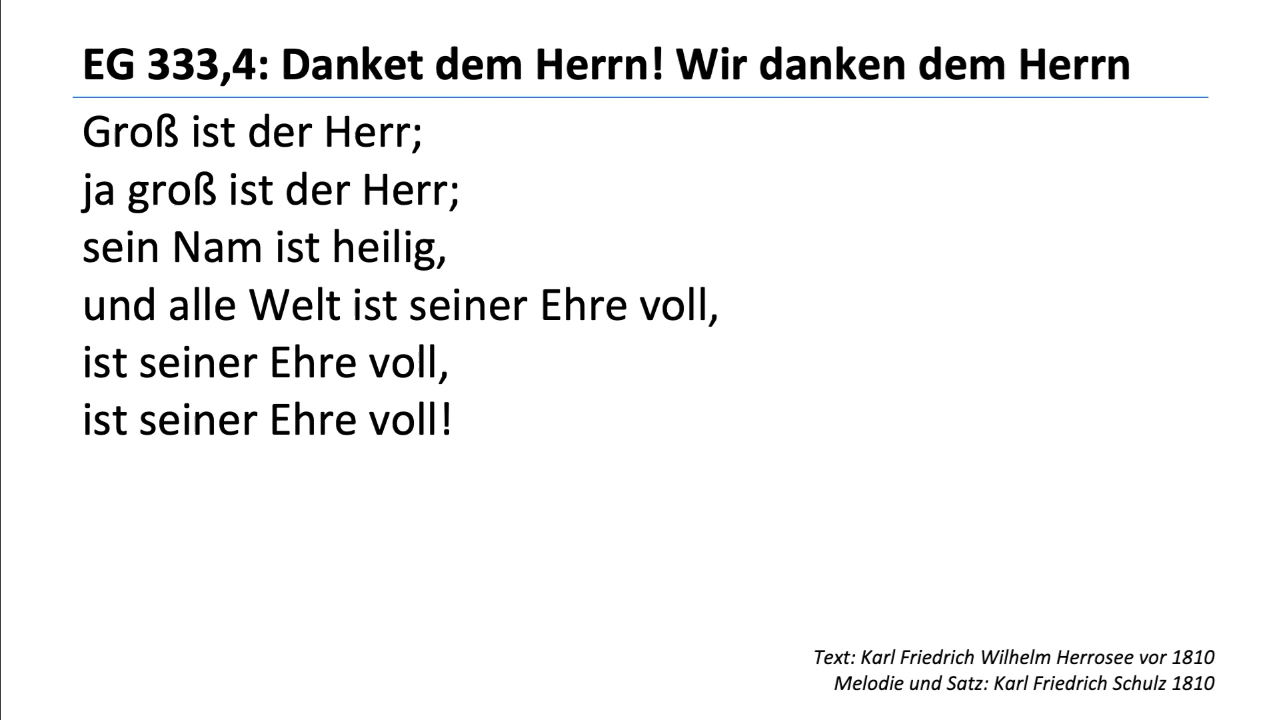 EG 333,4: Danket dem Herrn! Wir danken dem Herrn
Groß ist der Herr;
ja groß ist der Herr;
sein Nam ist heilig,
und alle Welt ist seiner Ehre voll,
ist seiner Ehre voll,
ist seiner Ehre voll!
Text: Karl Friedrich Wilhelm Herrosee vor 1810
Melodie und Satz: Karl Friedrich Schulz 1810